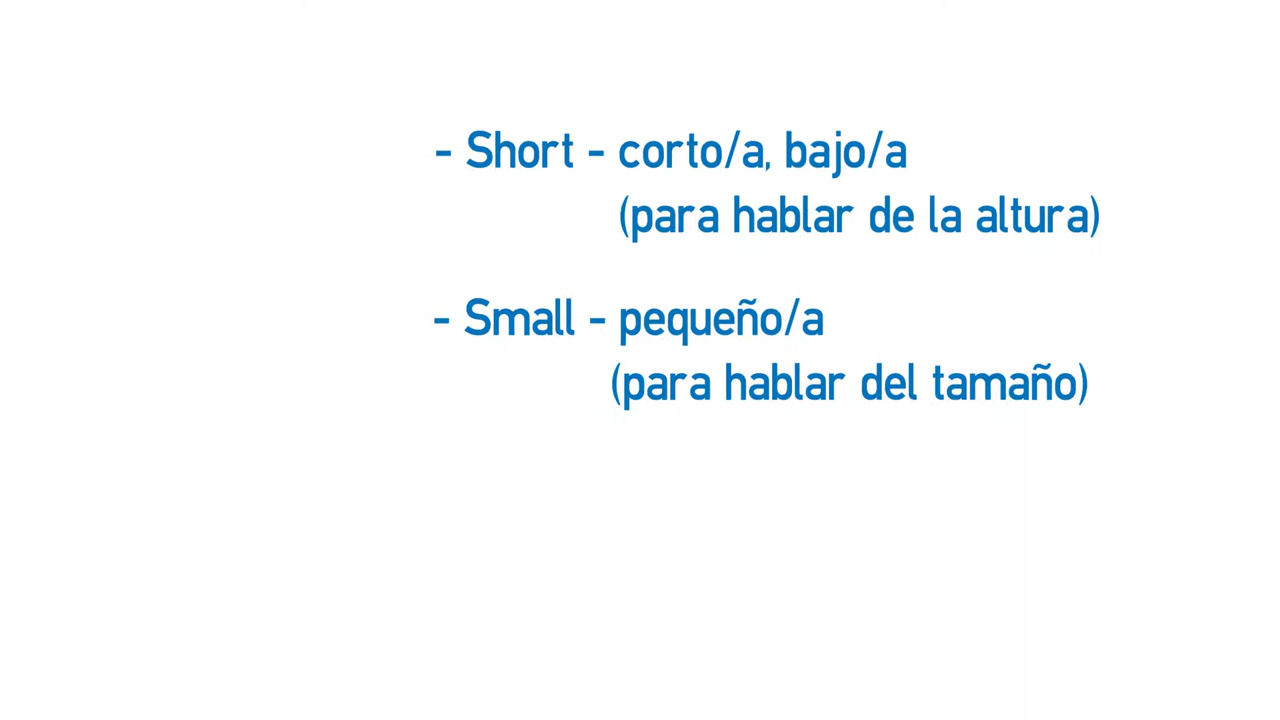 - Short - corto/a, bajo/a
(para hablar de la altura)
- Small - pequeño/a
(para hablar del tamaño)